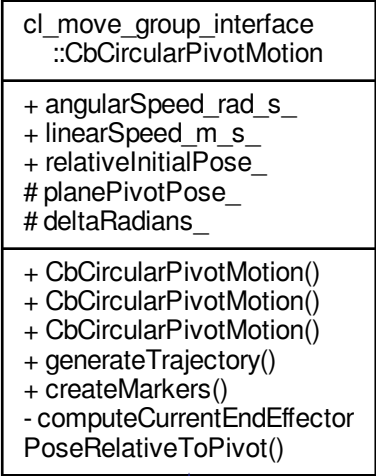 cl_move_group_interface
::CbCircularPivotMotion
+ angularSpeed_rad_s_
+ linearSpeed_m_s_
+ relativeInitialPose_
# planePivotPose_
# deltaRadians_
+ CbCircularPivotMotion()
+ CbCircularPivotMotion()
+ CbCircularPivotMotion()
+ generateTrajectory()
+ createMarkers()
- computeCurrentEndEffector
PoseRelativeToPivot()